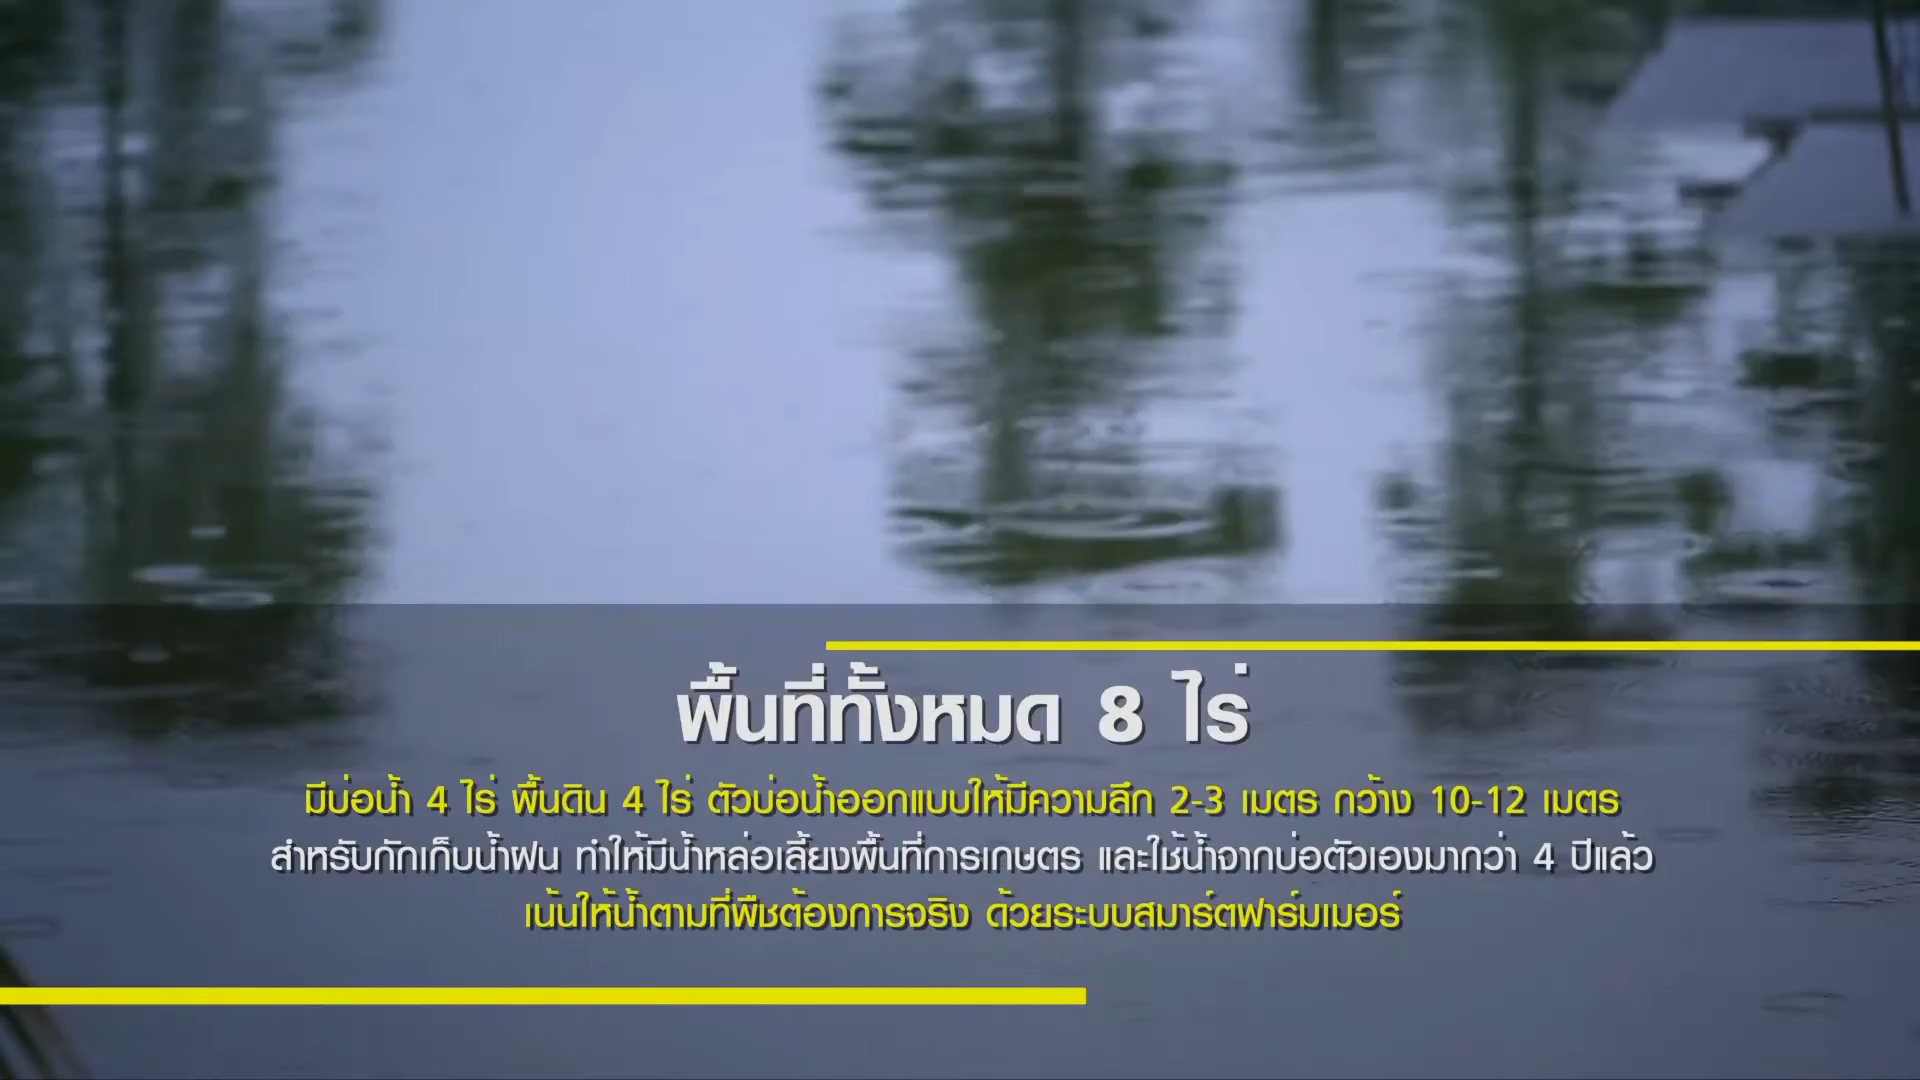 พื้นที่ทั้งหมด 8 ไร่
มีบ่อน้ำ 4 ไร่ พื้นดิน 4 ไร่ ตัวบ่อน้ำออกแบบให้มีความลึก 2-3 เมตร กว้าง 10-12 เมตร
สำหรับกักเก็บน้ำฝน ทำให้มีน้ำหล่อเลี้ยงพื้นที่การเกษตร และใช้น้ำจากบ่อตัวเองมากว่า 4 ปีแล้ว
เน้นให้น้ำตามที่พืชต้องการจริง ด้วยระบบสมาร์ตฟาร์มเมอร์